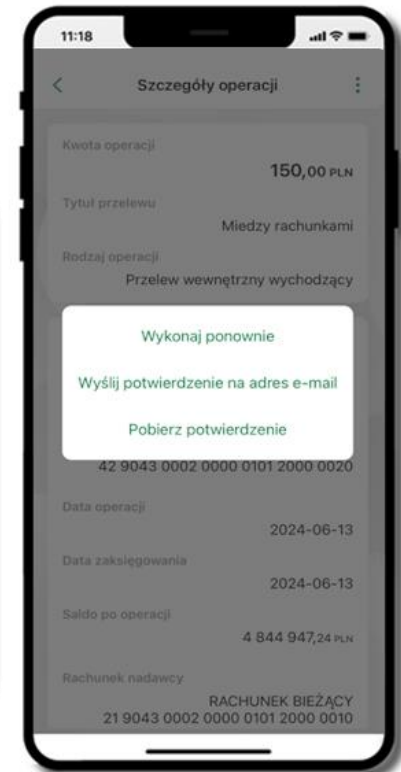 11:18
Szczegóły operacji
Kwota operacji
150,00 PLN
Tytuł przelewu
Miedzy rachunkami
Rodzaj operacji
Przelew wewnętrzny wychodzący
Wykonaj ponownie
Wyślij potwierdzenie na adres e-mail
Pobierz potwierdzenie
42 9043 0002 0000 0101 2000 0020
Data operacji
2024-06-13
Data zaksięgowania
2024-06-13
Saldo po operacji
4 844 947,24 PLN
Rachunek nadawcy
RACHUNEK BIEŻĄCY
21 9043 0002 0000 0101 2000 0010